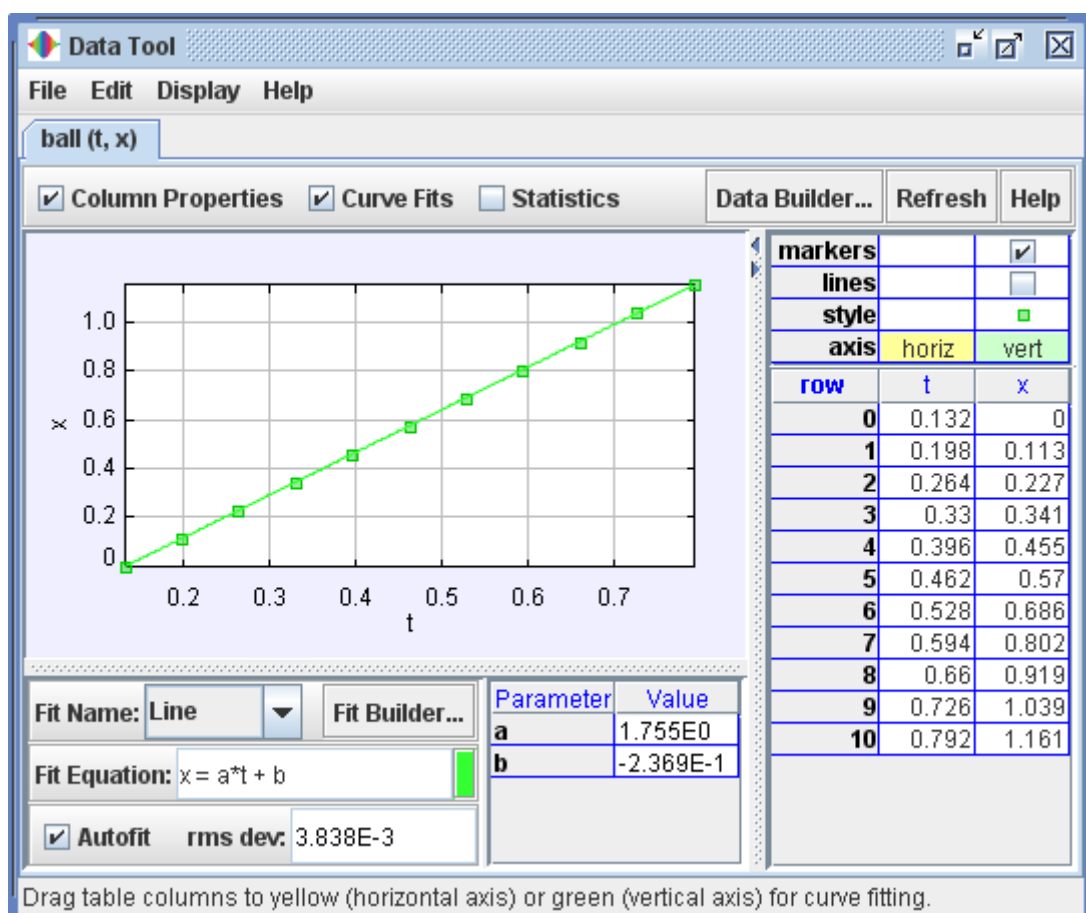 Data Tool
File Edit Display Help
ball (t, x)
Column Properties Curve Fits Statistics Data Builder... Refresh Help
1.0
0.8
0.6
0.4
0.2
0
x
0.2 0.3 0.4 0.5 0.6 0.7
t
markers
lines
style
axis horiz vert
row t x
0 0.132 0
1 0.198 0.113
2 0.264 0.227
3 0.33 0.341
4 0.396 0.455
5 0.462 0.57
6 0.528 0.686
7 0.594 0.802
8 0.66 0.919
9 0.726 1.039
10 0.792 1.161
Fit Name: Line Fit Builder...
Fit Equation: x = a*t + b
Autofit rms dev: 3.838E-3
Parameter Value
a 1.755E0
b -2.369E-1
Drag table columns to yellow (horizontal axis) or green (vertical axis) for curve fitting.